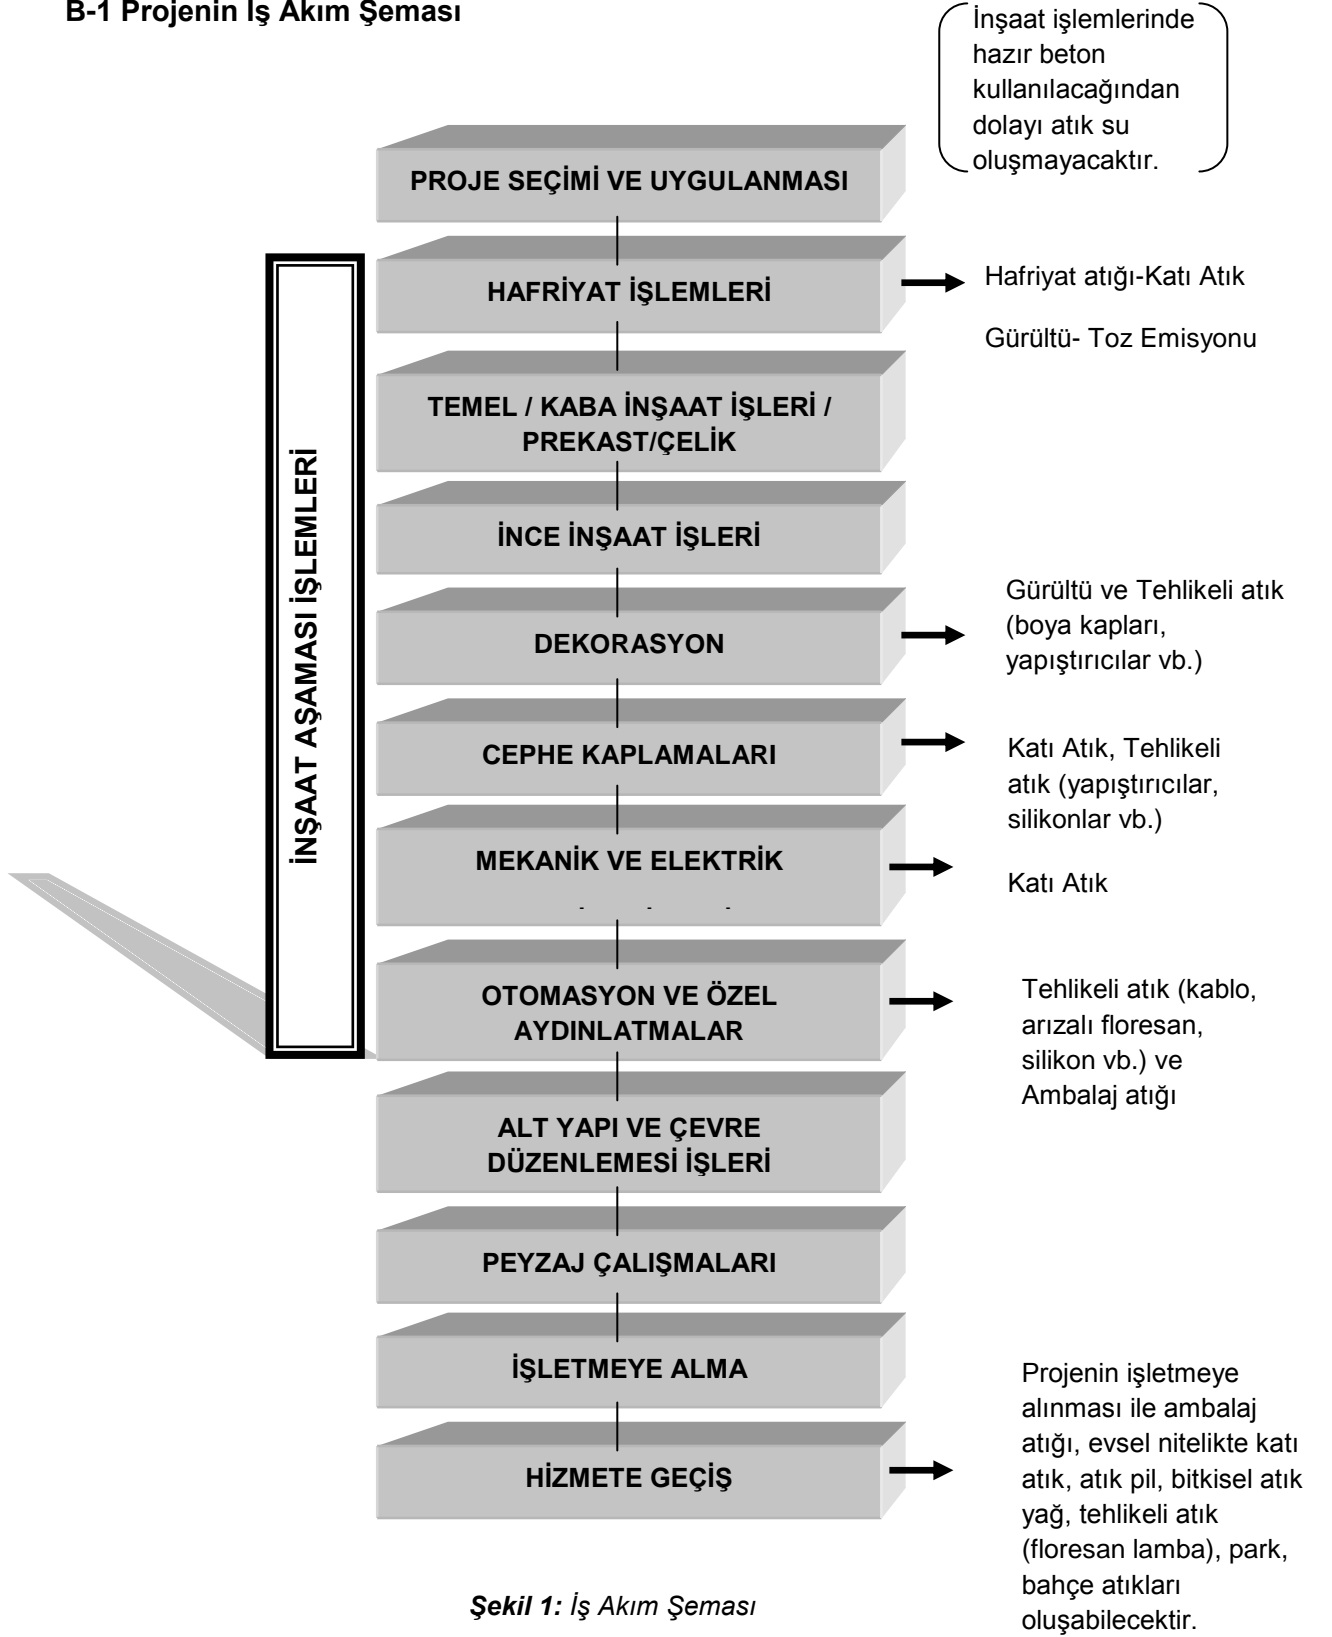 B-1 Projenin İş Akım Şeması
İnşaat işlemlerinde
hazır beton
kullanılacağından
dolayı atık su
oluşmayacaktır.
PROJE SEÇİMİ VE UYGULANMASI
İNŞAAT AŞAMASI İŞLEMLERİ
HAFRİYAT İŞLEMLERİ
Hafriyat atığı-Katı Atık
Gürültü- Toz Emisyonu
TEMEL / KABA İNŞAAT İŞLERİ /
PREKAST/ÇELİK
İNCE İNŞAAT İŞLERİ
DEKORASYON
Gürültü ve Tehlikeli atık
(boya kapları,
yapıştırıcılar vb.)
CEPHE KAPLAMALARI
Katı Atık, Tehlikeli
atık (yapıştırıcılar,
silikonlar vb.)
MEKANİK VE ELEKTRİK
Katı Atık
OTOMASYON VE ÖZEL
AYDINLATMALAR
Tehlikeli atık (kablo,
arızalı floresan,
silikon vb.) ve
Ambalaj atığı
ALT YAPI VE ÇEVRE
DÜZENLEMESİ İŞLERİ
PEYZAJ ÇALIŞMALARI
İŞLETMEYE ALMA
HİZMETE GEÇİŞ
Projenin işletmeye
alınması ile ambalaj
atığı, evsel nitelikte katı
atık, atık pil, bitkisel atık
yağ, tehlikeli atık
(floresan lamba), park,
bahçe atıkları
oluşabilecektir.
Şekil 1: İş Akım Şeması